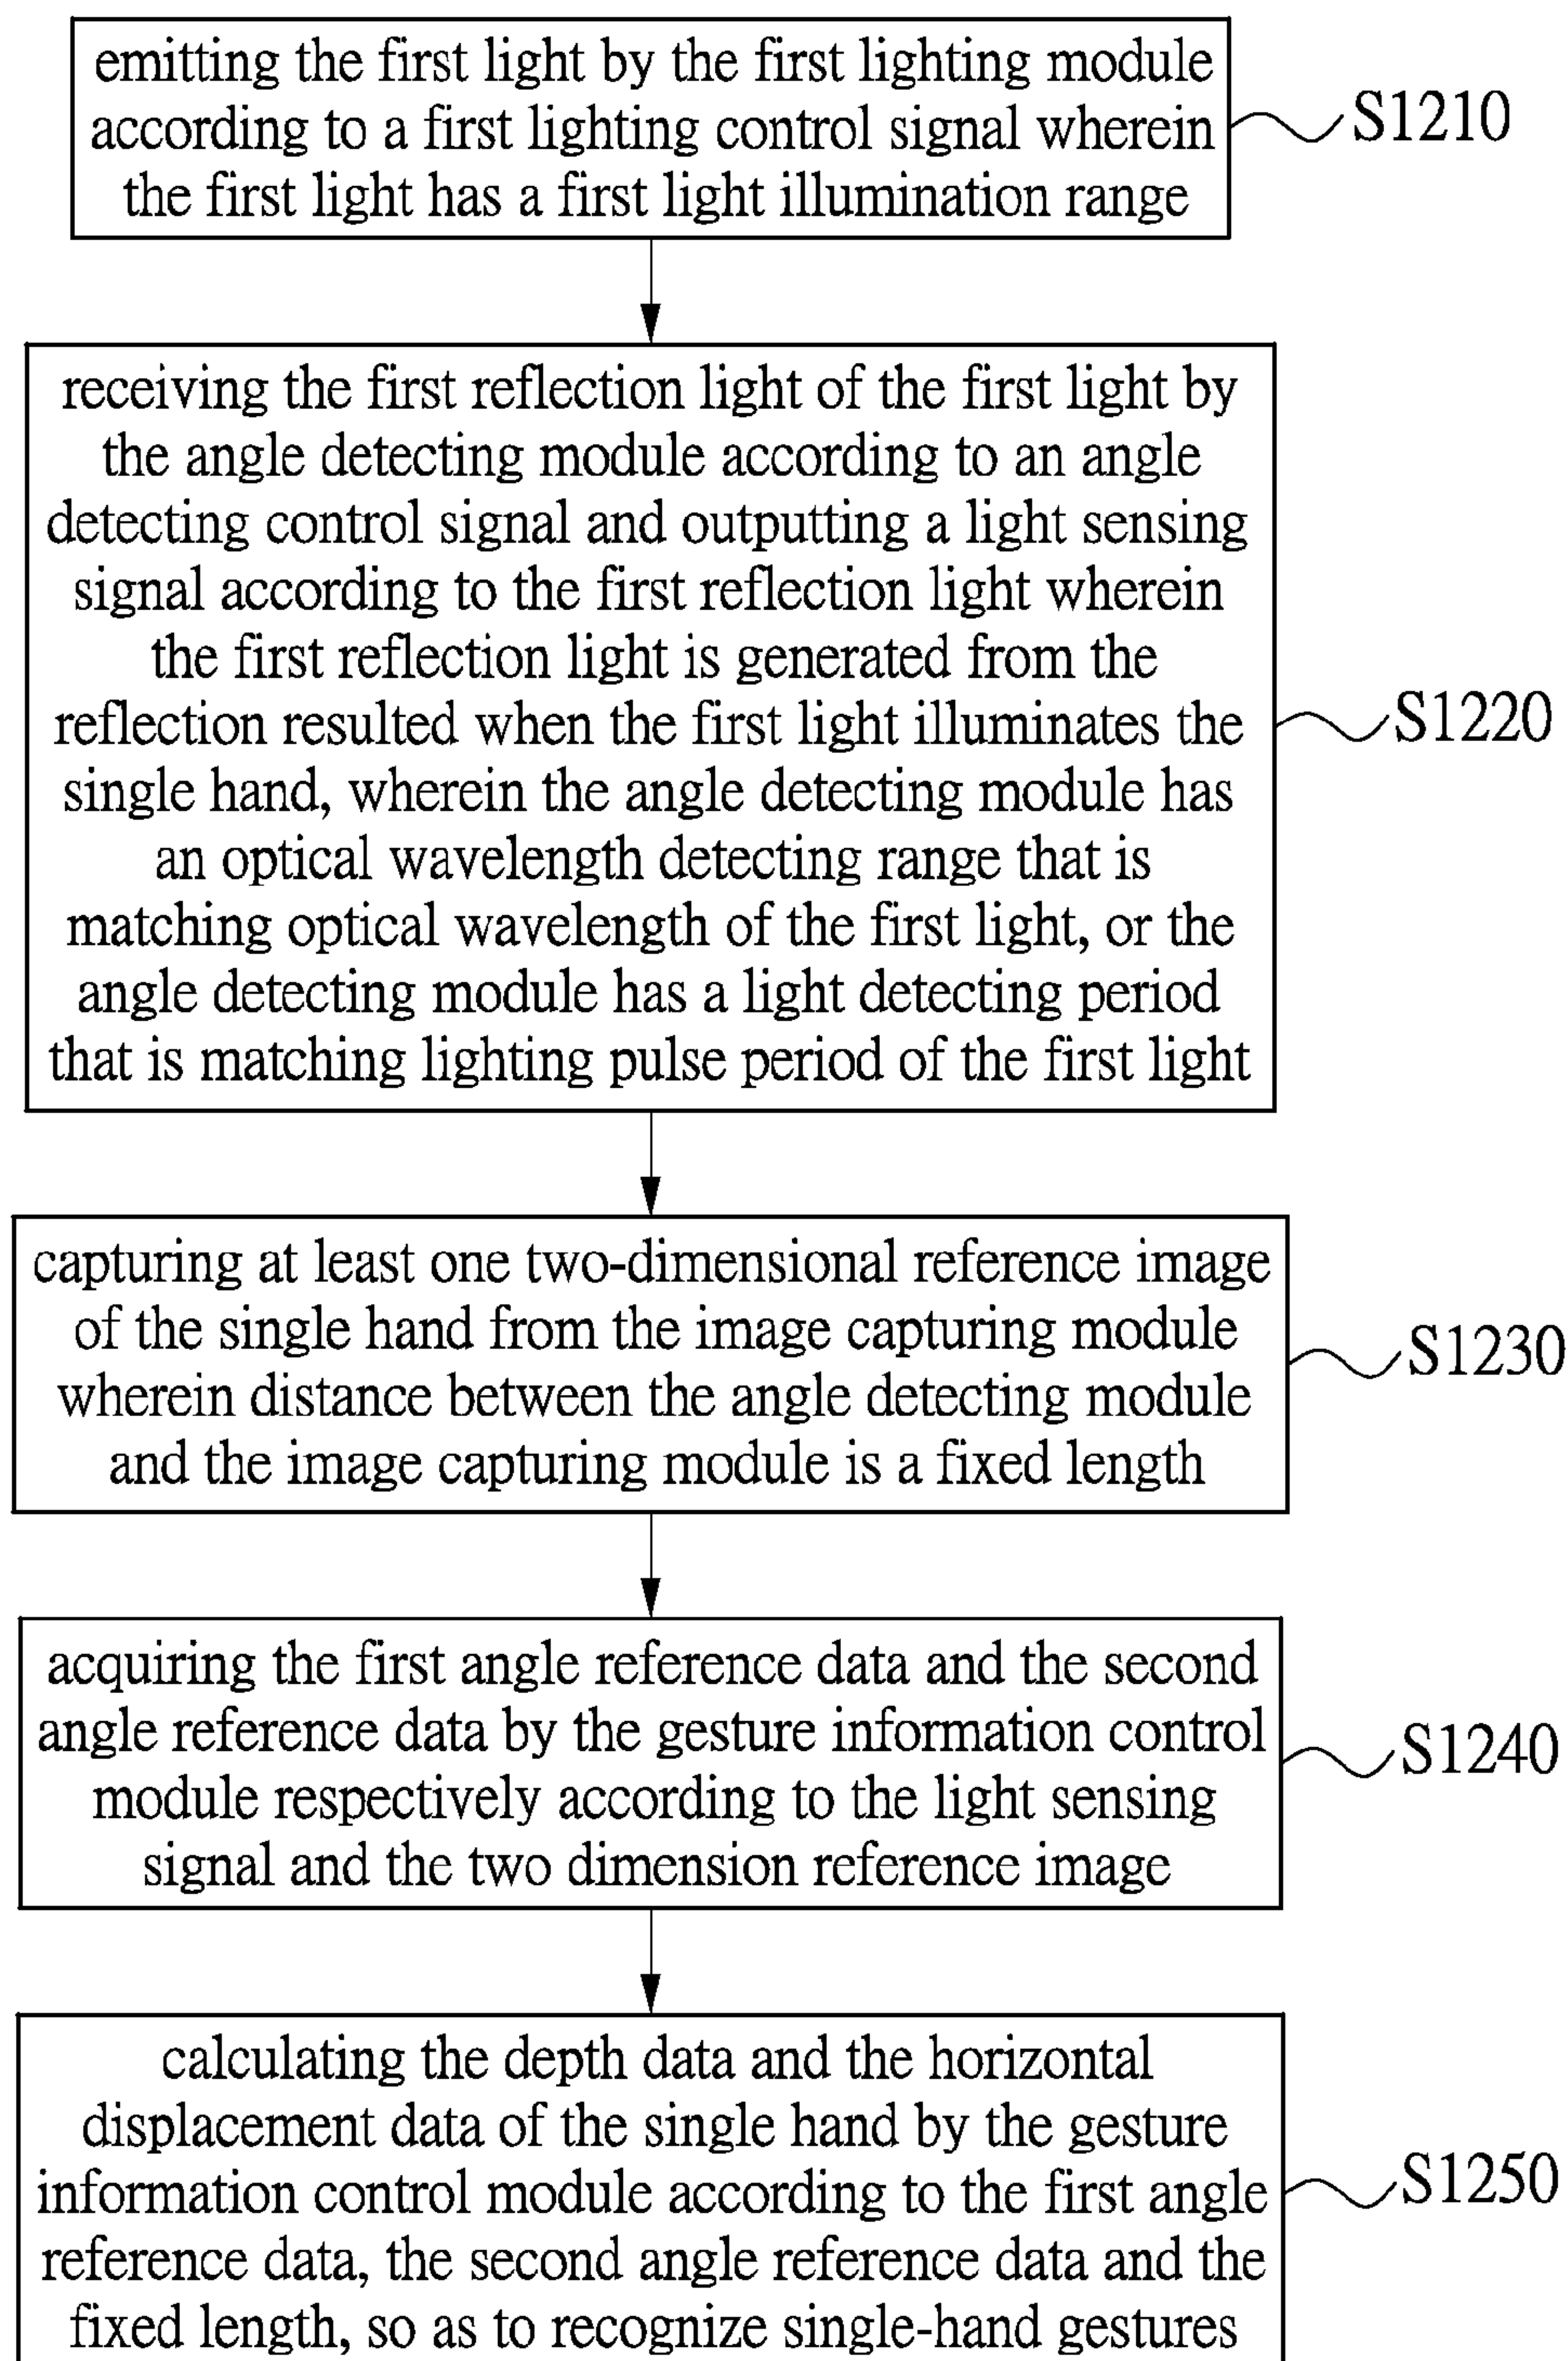 emitting the first light by the first lighting module
according to a first lighting control signal wherein
the first light has a first light illumination range
S1210
receiving the first reflection light of the first light by
the angle detecting module according to an angle
detecting control signal and outputting a light sensing
signal according to the first reflection light wherein
the first reflection light is generated from the
reflection resulted when the first light illuminates the
single hand, wherein the angle detecting module has
an optical wavelength detecting range that is
matching optical wavelength of the first light, or the
angle detecting module has a light detecting period
that is matching lighting pulse period of the first light
S1220
capturing at least one two-dimensional reference image
of the single hand from the image capturing module
wherein distance between the angle detecting module
and the image capturing module is a fixed length
S1230
acquiring the first angle reference data and the second
angle reference data by the gesture information control
module respectively according to the light sensing
signal and the two dimension reference image
S1240
calculating the depth data and the horizontal
displacement data of the single hand by the gesture
information control module according to the first angle
reference data, the second angle reference data and the
fixed length, so as to recognize single-hand gestures
S1250